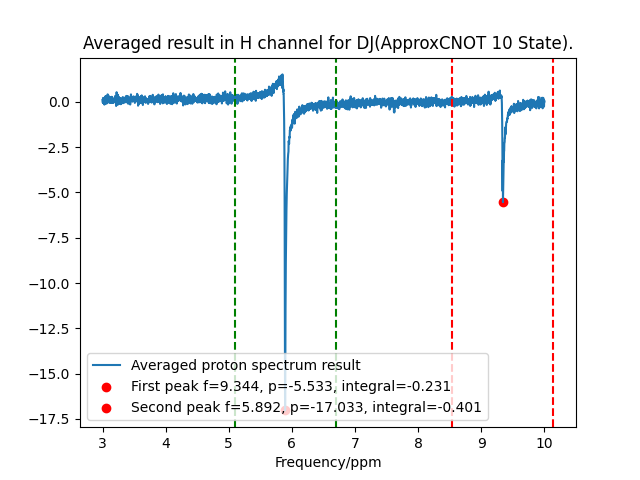 Averaged result in H channel for DJ(ApproxCNOT 10 State).
0.0
−2.5
−5.0
−7.5
−10.0
−12.5
−15.0
−17.5
Averaged proton spectrum result
First peak f=9.344, p=-5.533, integral=-0.231
Second peak f=5.892, p=-17.033, integral=-0.401
3 4 5 6 7 8 9 10
Frequency/ppm